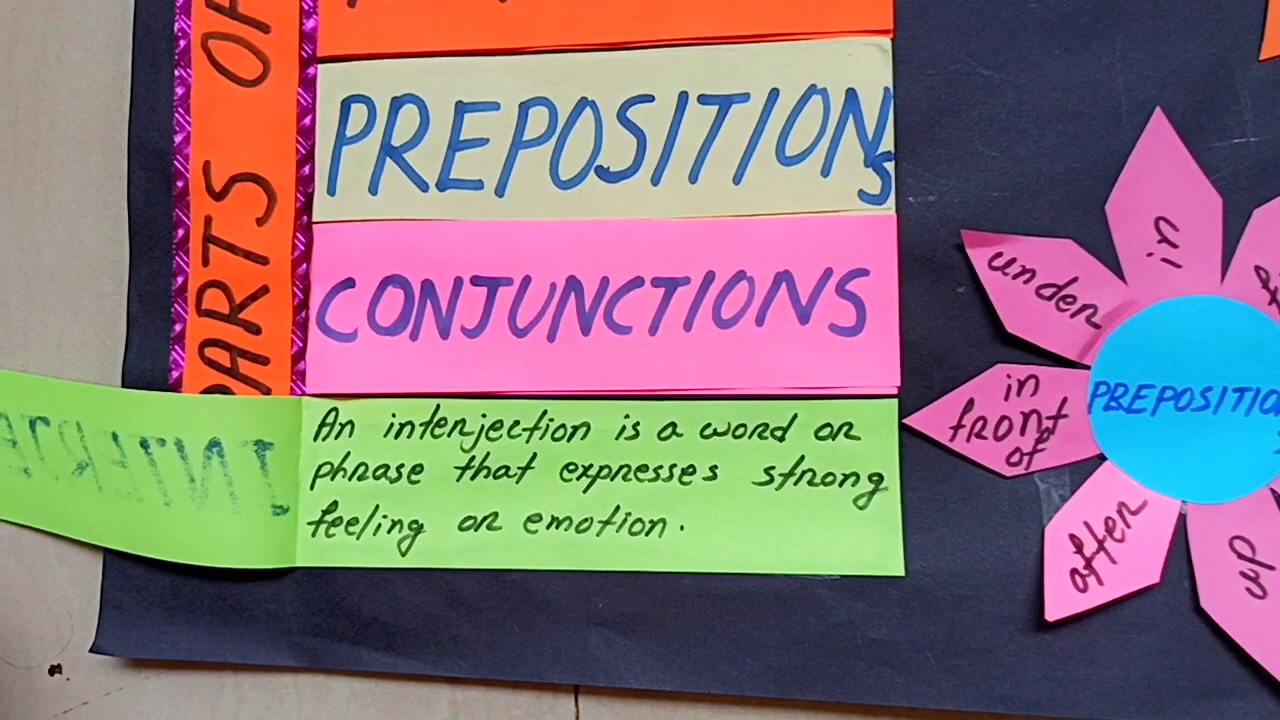 PARTS OF
PREPOSITIONS
CONJUNCTIONS
An interjection is a word or
phrase that expresses strong
feeling or emotion.
in
under
in
front
of
after
up